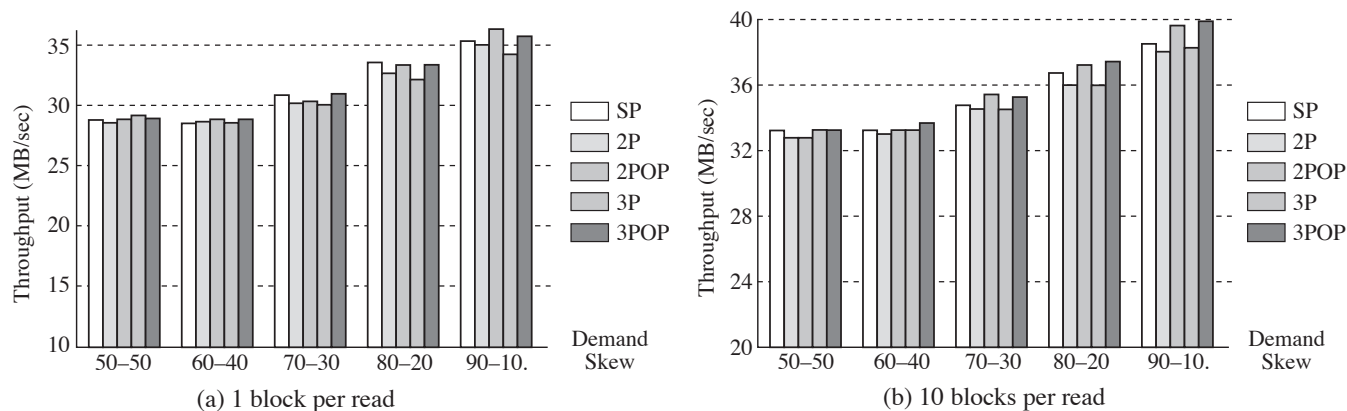 Throughput (MB/sec)
35
30
25
20
15
10
50–50 60–40 70–30 80–20 90–10.
SP
2P
2POP
3P
3POP
Demand
Skew
(a) 1 block per read
Throughput (MB/sec)
40
36
32
28
24
20
50–50 60–40 70–30 80–20 90–10.
SP
2P
2POP
3P
3POP
Demand
Skew
(b) 10 blocks per read